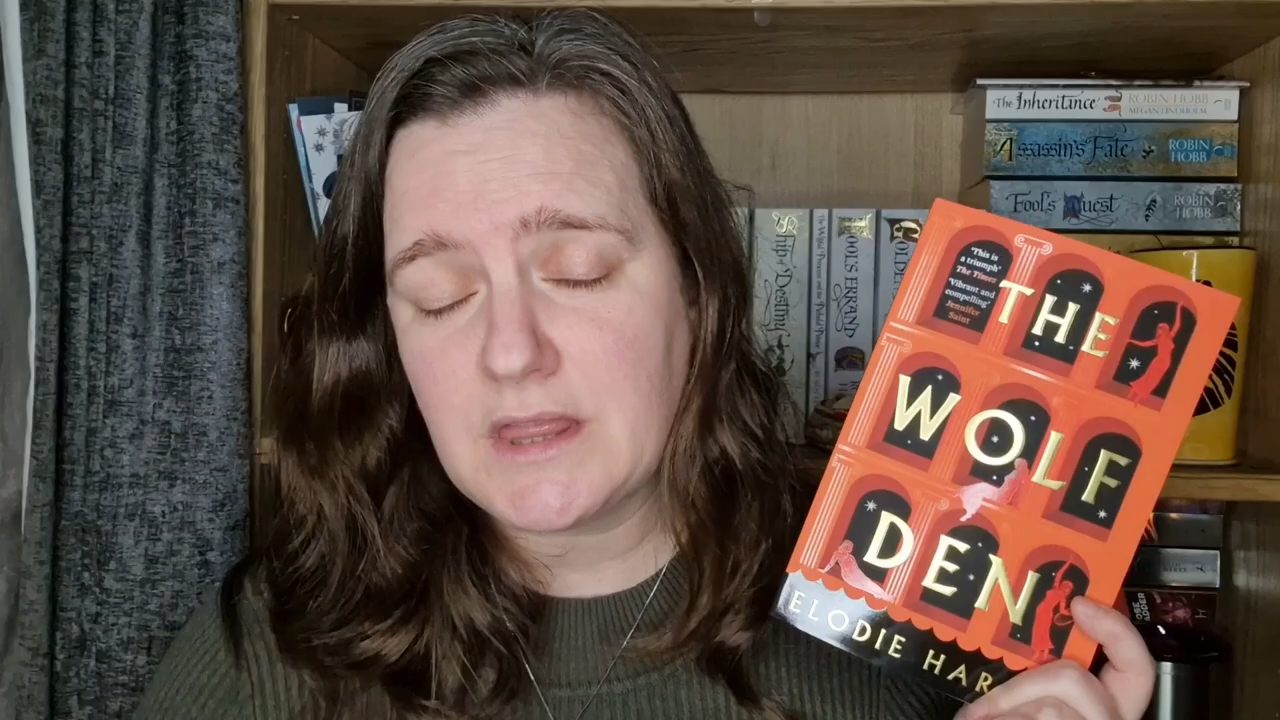 The Inheritance ROBIN HOBB
MEGAN LINDHOLM
Assassin's Fate ROBIN
HOBB
Fool's Quest ROBIN
HOBB
Ship of Destiny
FOOL'S ERRAND
'This is
a triumph'
The Times
'Vibrant and
compelling'
Jennifer
Saint
THE
WOLF
DEN
ELODIE HAR